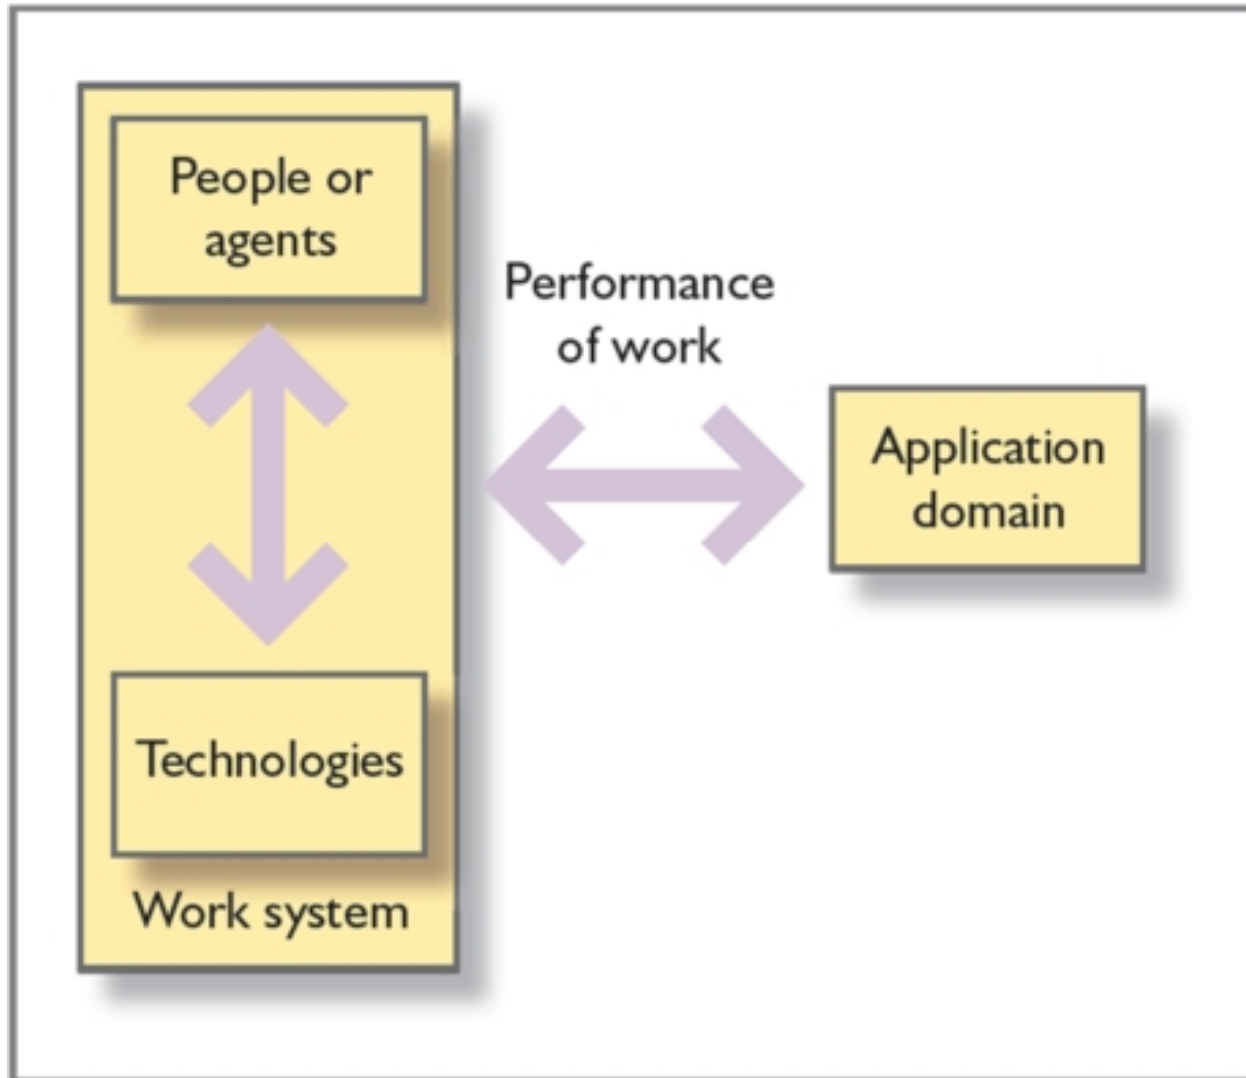 People or
agents
Performance
of work
Application
domain
Technologies
Work system